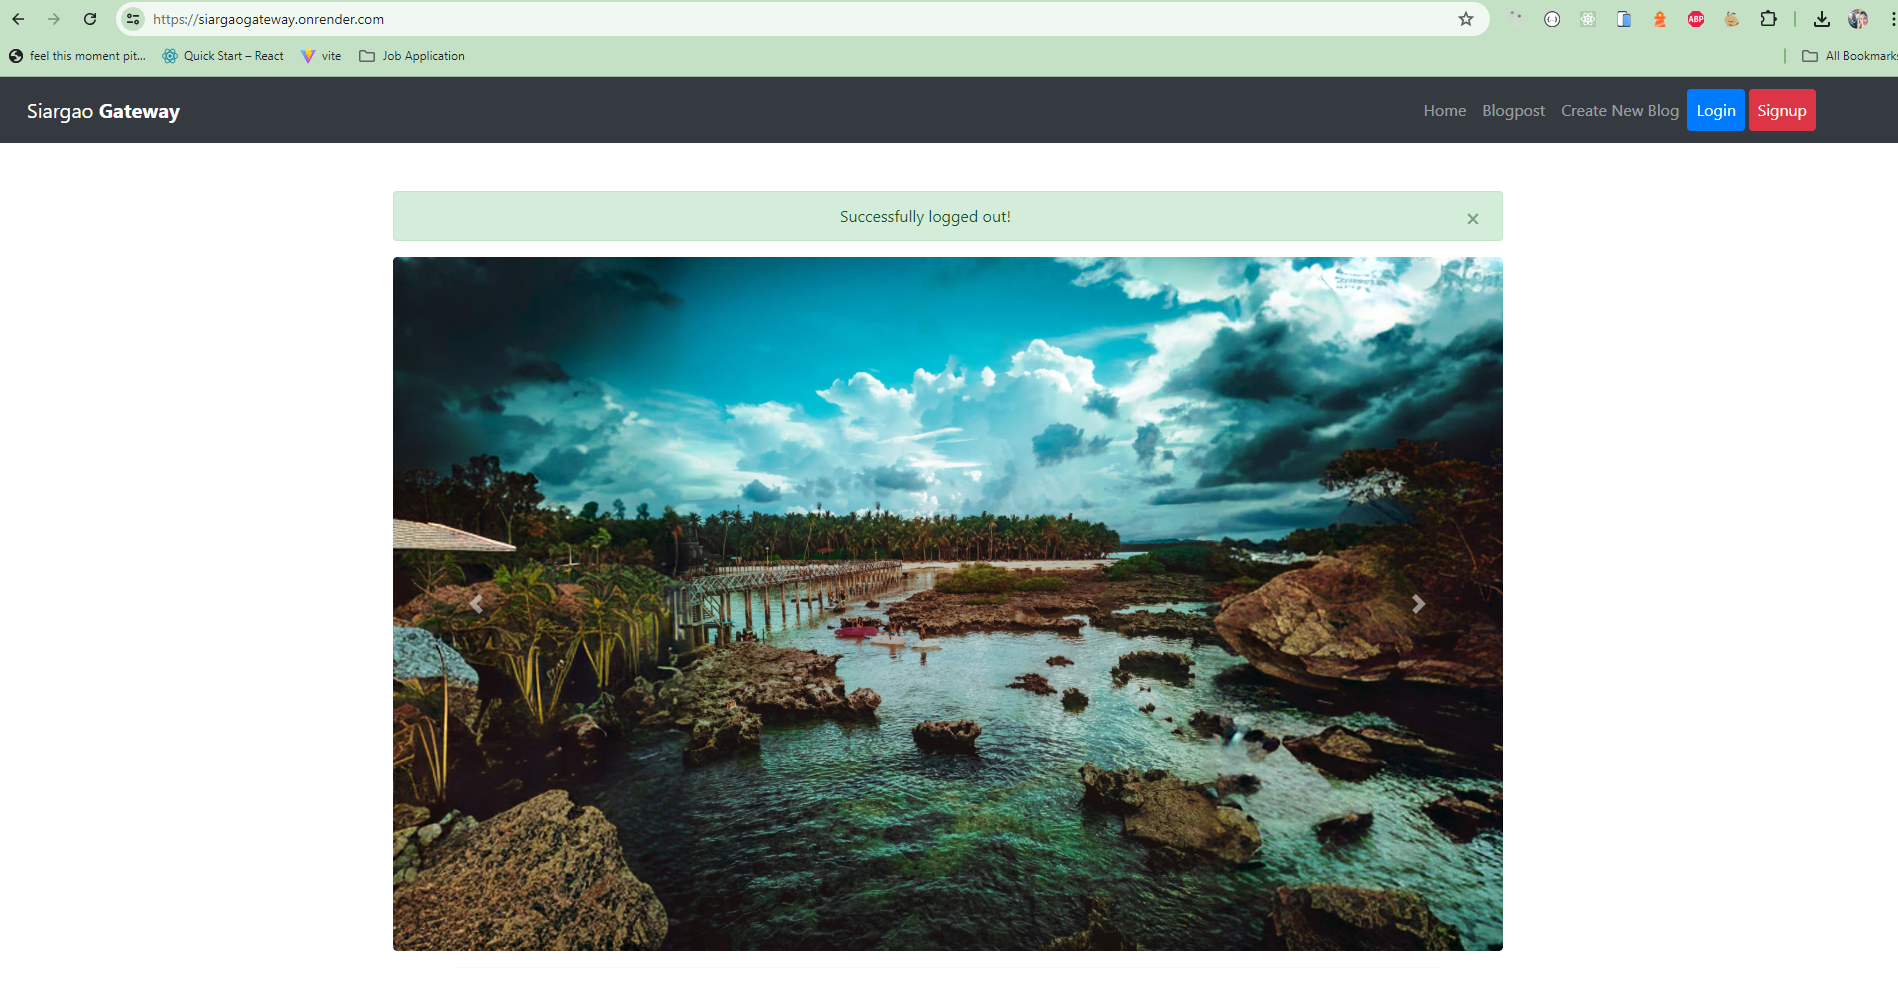 https://siargaogateway.onrender.com
ABP
feel this moment pit...
Quick Start – React
vite
Job Application
All Bookmarks
Siargao Gateway
Home
Blogpost
Create New Blog
Login
Signup
Successfully logged out!
×